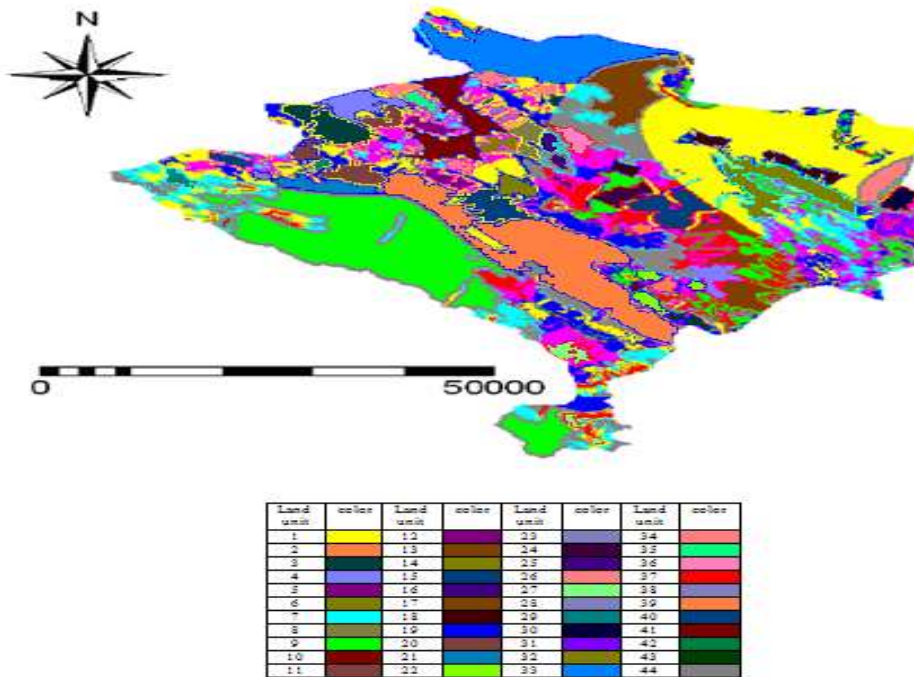 N
0 50000
Land unit color Land unit color Land unit color Land unit color
1 12 23 34
2 13 24 35
3 14 25 36
4 15 26 37
5 16 27 38
6 17 28 39
7 18 29 40
8 19 30 41
9 20 31 42
10 21 32 43
11 22 33 44